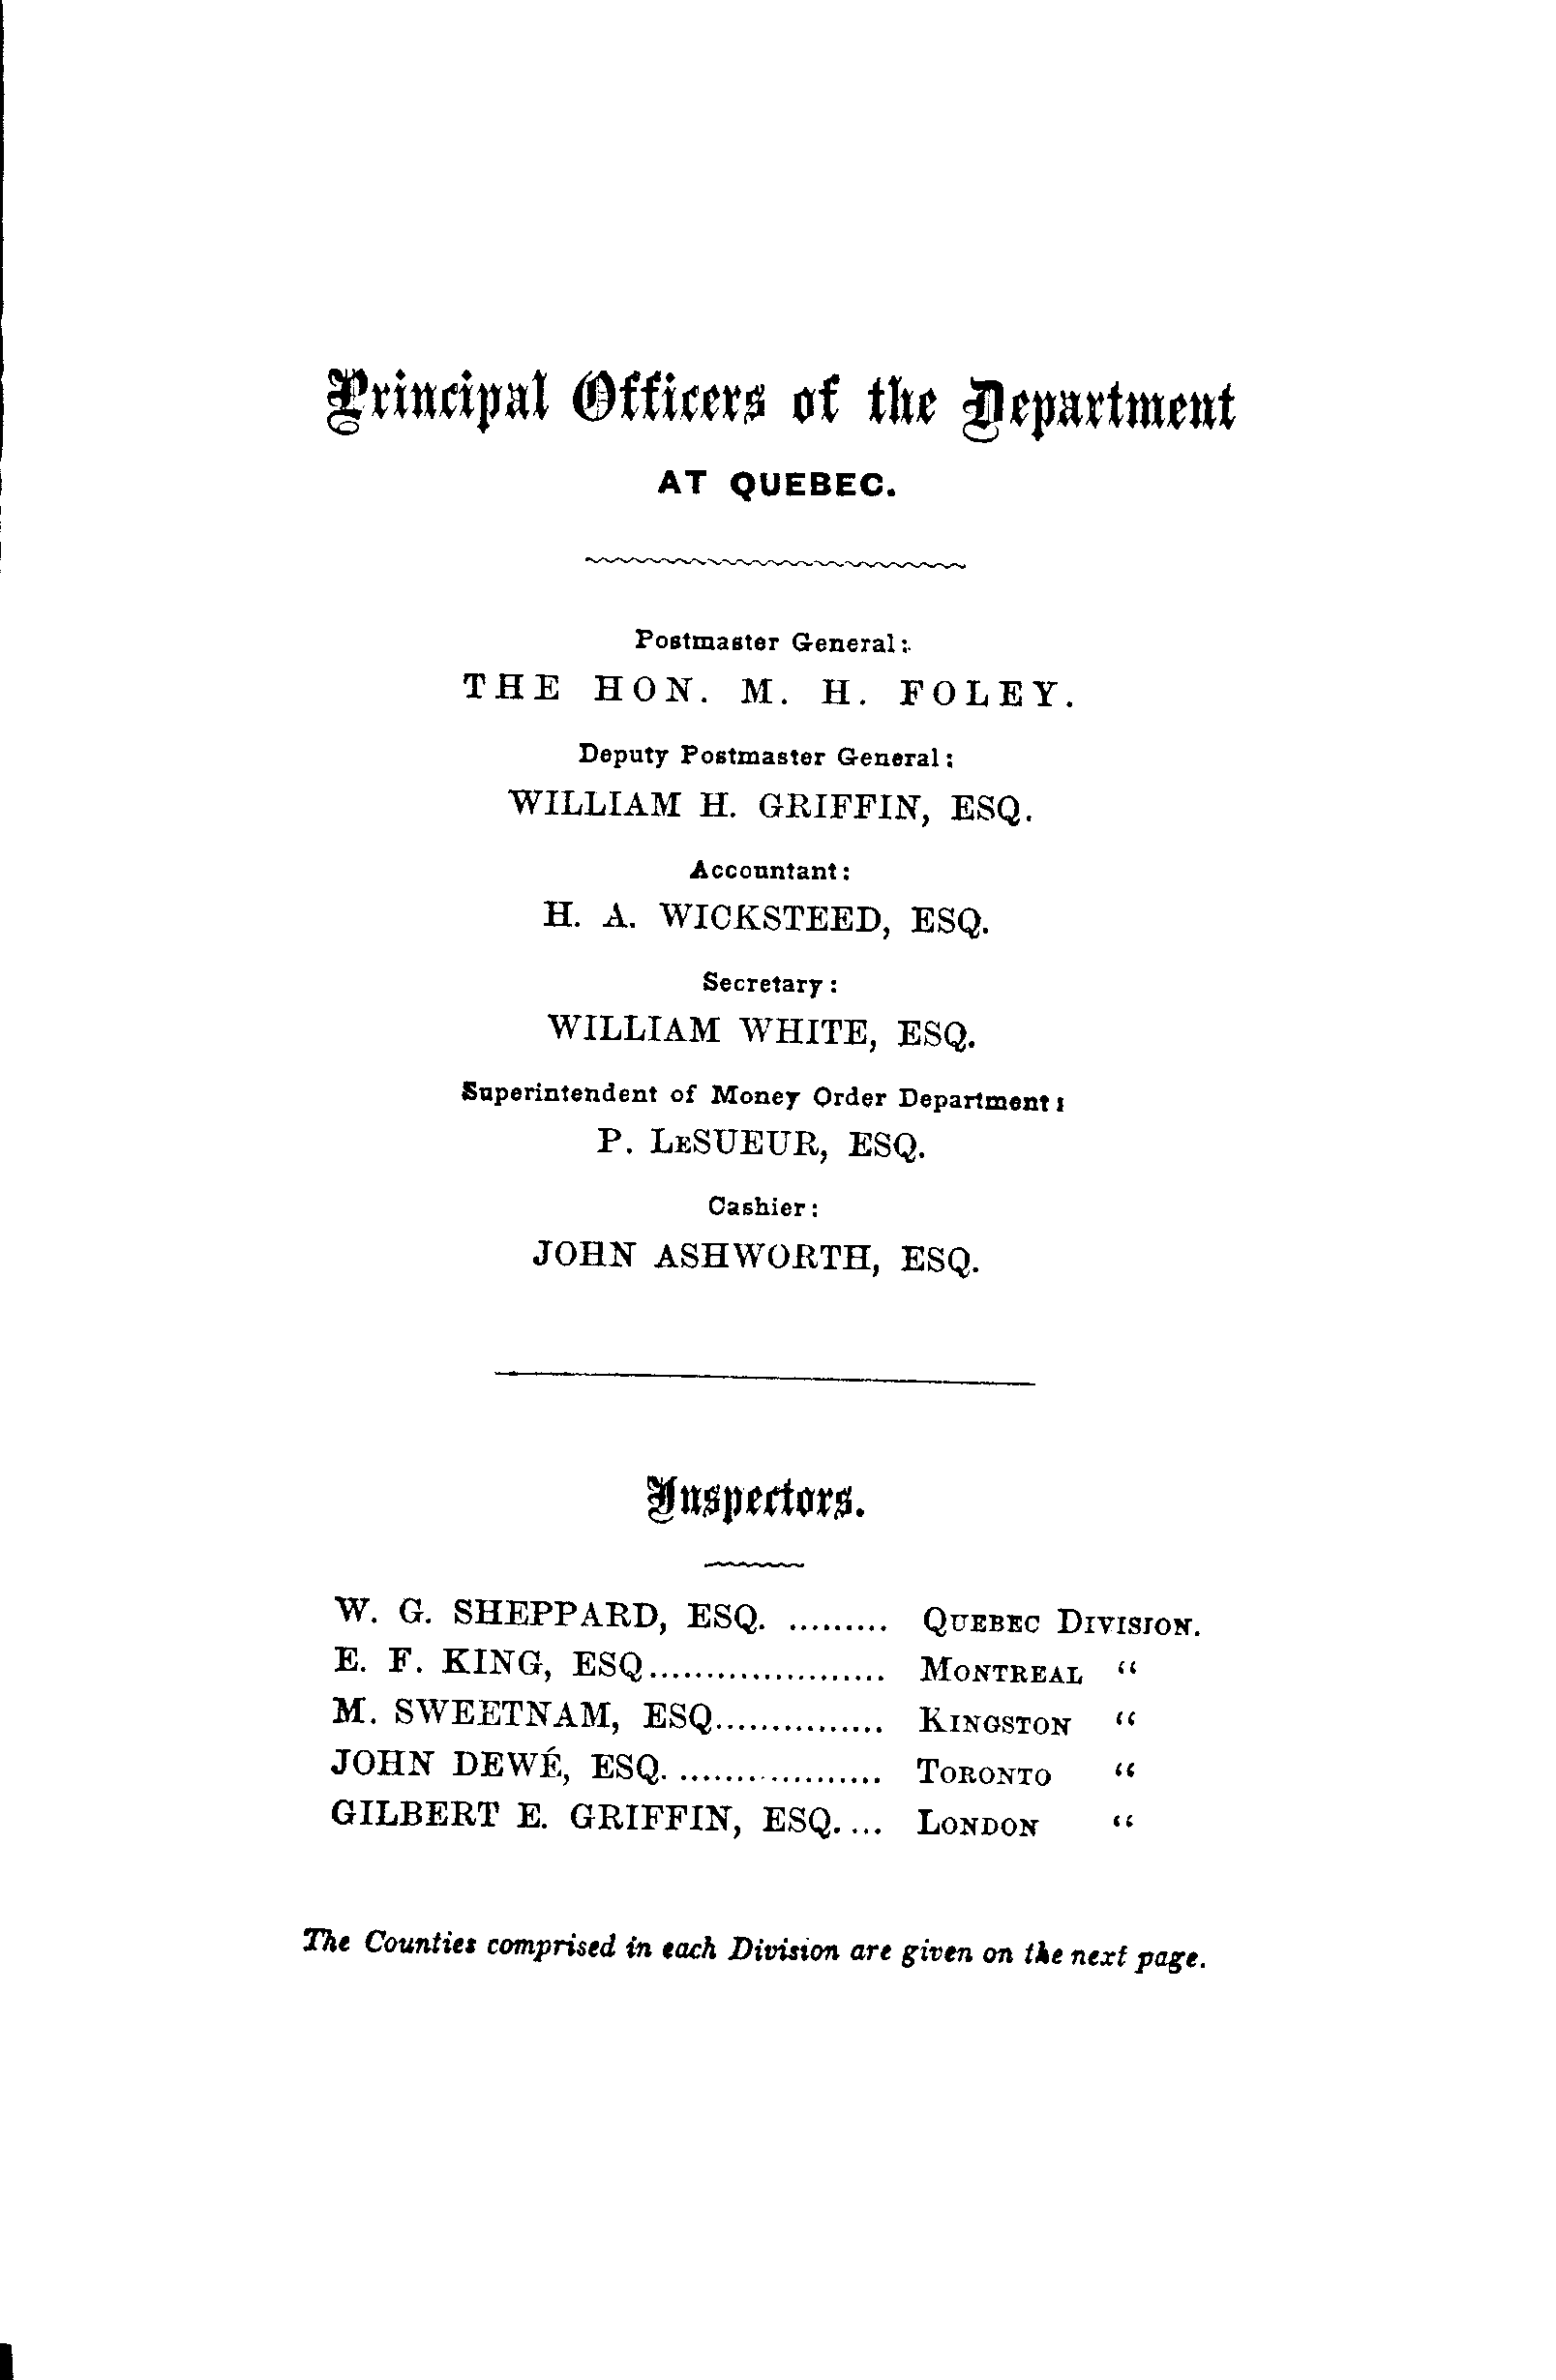 Principal Officers of the Department
AT QUEBEC.
Postmaster General:
THE HON. M. H. FOLEY.
Deputy Postmaster General:
WILLIAM H. GRIFFIN, ESQ.
Accountant:
H. A. WICKSTEED, ESQ.
Secretary:
WILLIAM WHITE, ESQ.
Superintendent of Money Order Department:
P. LESUEUR, ESQ.
Cashier:
JOHN ASHWORTH, ESQ.
Inspectors.
W. G. SHEPPARD, ESQ. ......... QUEBEC DIVISION.
E. F. KING, ESQ..................... MONTREAL “
M. SWEETNAM, ESQ............... KINGSTON “
JOHN DEWÉ, ESQ. .................. TORONTO “
GILBERT E. GRIFFIN, ESQ. ... LONDON “
The Counties comprised in each Division are given on the next page.